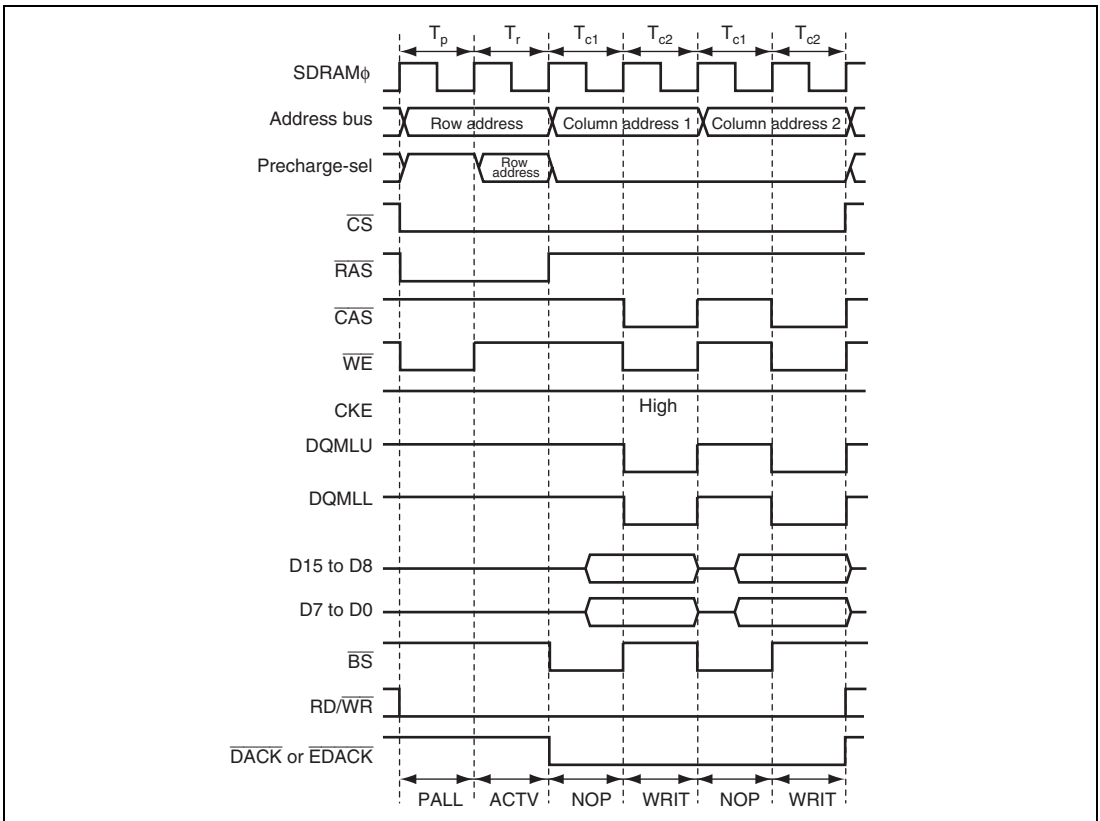 Tp Tr Tc1 Tc2 Tc1 Tc2
SDRAMϕ
Address bus Row address Column address 1 Column address 2
Precharge-sel Row
address
CS
RAS
CAS
WE
CKE High
DQMLU
DQMLL
D15 to D8
D7 to D0
BS
RD/WR
DACK or EDACK
PALL ACTV NOP WRIT NOP WRIT